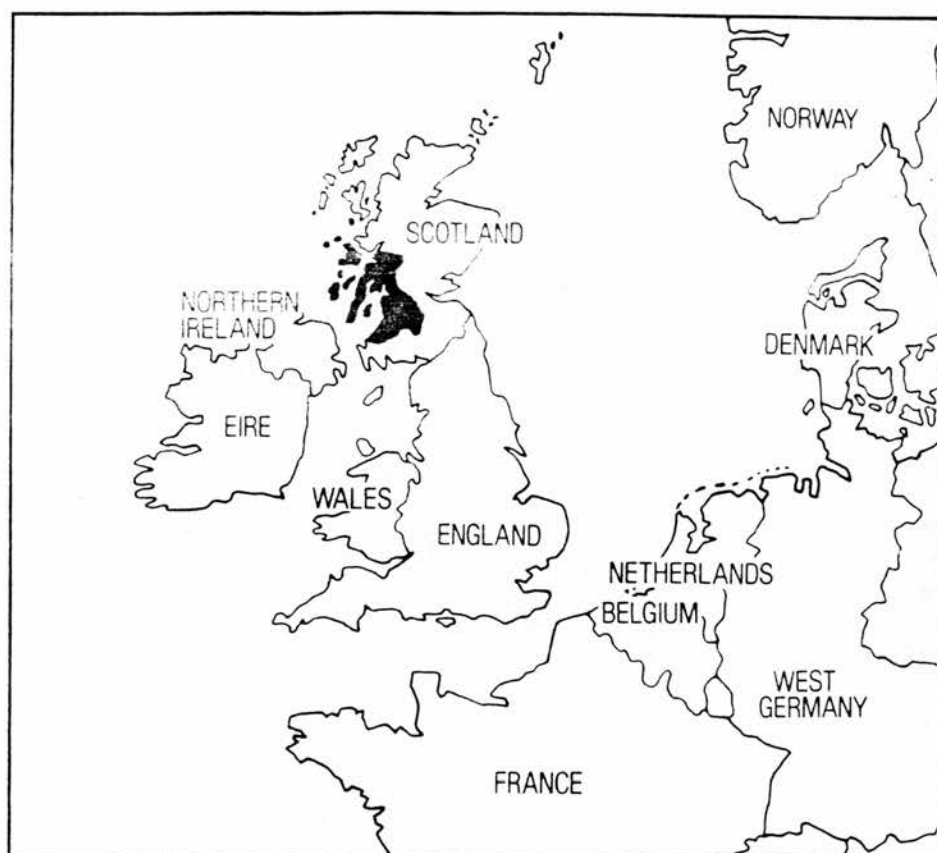 NORWAY
SCOTLAND
NORTHERN
IRELAND
DENMARK
EIRE
WALES
ENGLAND
NETHERLANDS
BELGIUM
WEST
GERMANY
FRANCE